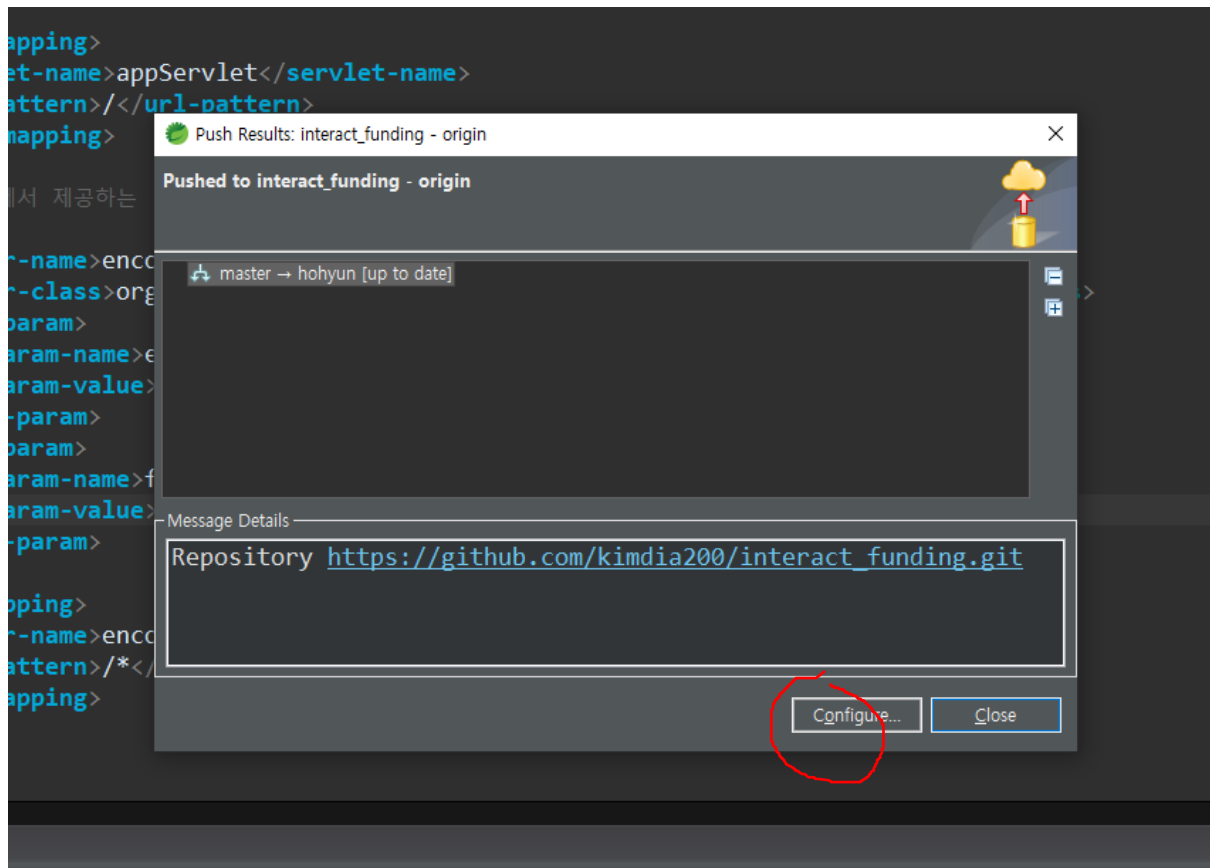 apping>
et-name>appServlet</servlet-name>
attern>/</url-pattern>
mapping>
에서 제공하는
r-name>enco
r-class>org
>
param>
aram-name>e
aram-value>
-param>
param>
aram-name>f
aram-value>
-param>
pping>
r-name>enco
attern>/*</
apping>
Push Results: interact_funding - origin
Pushed to interact_funding - origin
master → hohyun [up to date]
Message Details
Repository https://github.com/kimdia200/interact_funding.git
Configure...
Close